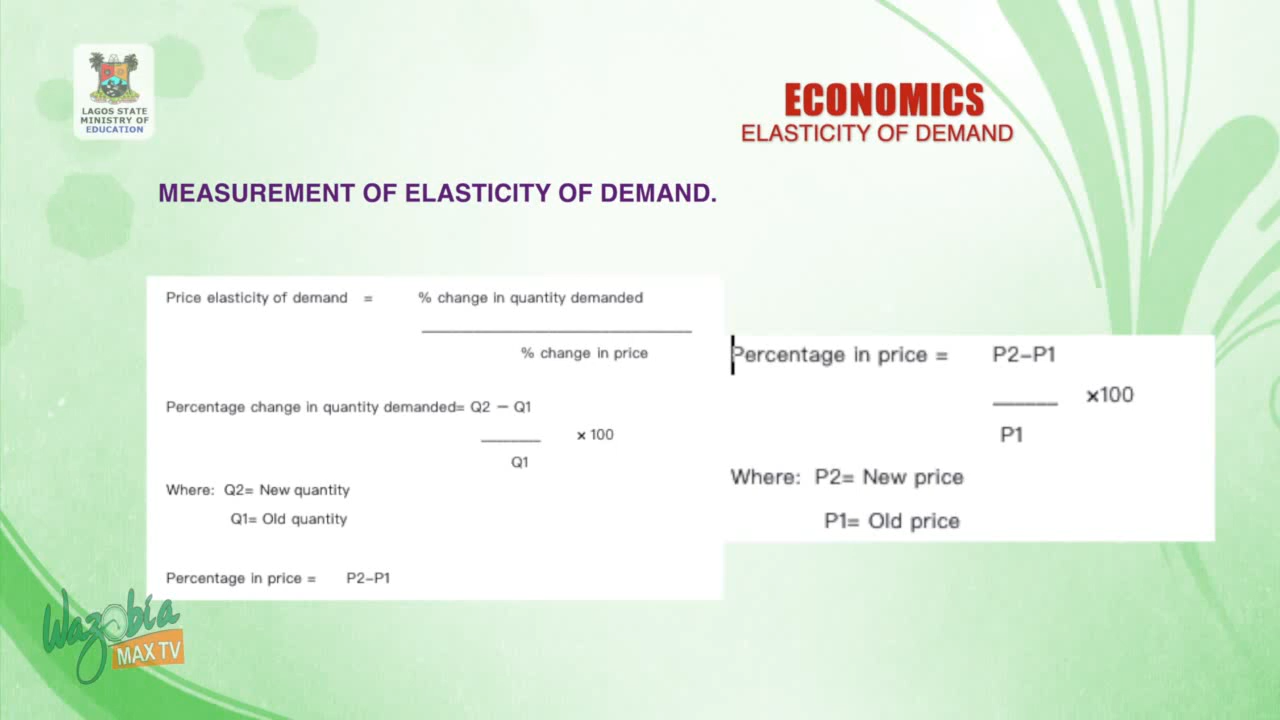 LAGOS STATE
MINISTRY OF
EDUCATION
ECONOMICS
ELASTICITY OF DEMAND
MEASUREMENT OF ELASTICITY OF DEMAND.
Price elasticity of demand = % change in quantity demanded
% change in price
Percentage change in quantity demanded= Q2 – Q1
x 100
Q1
Where: Q2= New quantity
Q1= Old quantity
Percentage in price = P2-P1
Percentage in price = P2-P1
x100
P1
Where: P2= New price
P1= Old price
Wazobia
MAX TV